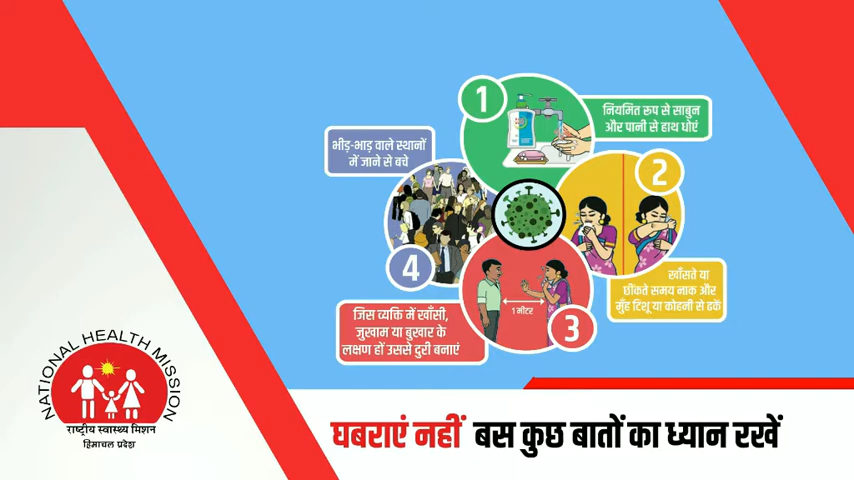 1
नियमित रूप से साबुन
और पानी से हाथ धोएं
2
खाँसते या
छींकते समय नाक और
मुँह टिशू या कोहनी से ढकें
1 मीटर
3
जिस व्यक्ति में खाँसी,
जुखाम या बुखार के
लक्षण हों उससे दुरी बनाएं
4
भीड़-भाड़ वाले स्थानों
में जाने से बचे
NATIONAL HEALTH MISSION
राष्ट्रीय स्वास्थ्य मिशन
हिमाचल प्रदेश
घबराएं नहीं बस कुछ बातों का ध्यान रखें